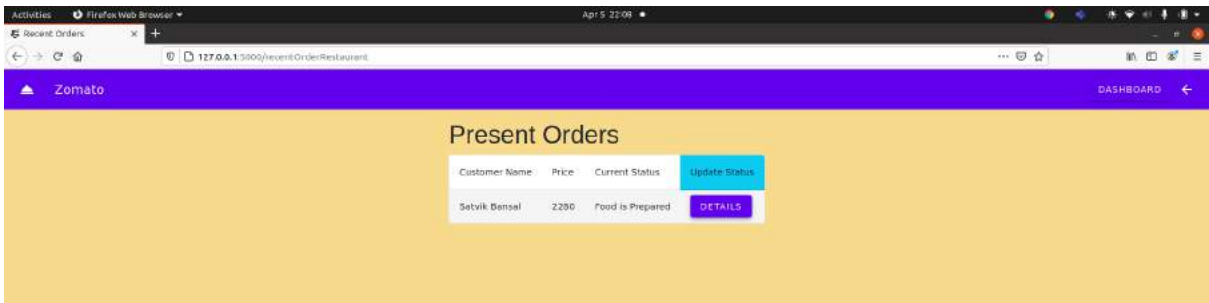 Activities Firefox Web Browser Apr 5 22:08
Recent Orders
127.0.0.1:5000/recentOrderRestaurant
Zomato DASHBOARD
Present Orders
Customer Name Price Current Status Update Status
Satvik Bansal 2280 Food is Prepared DETAILS